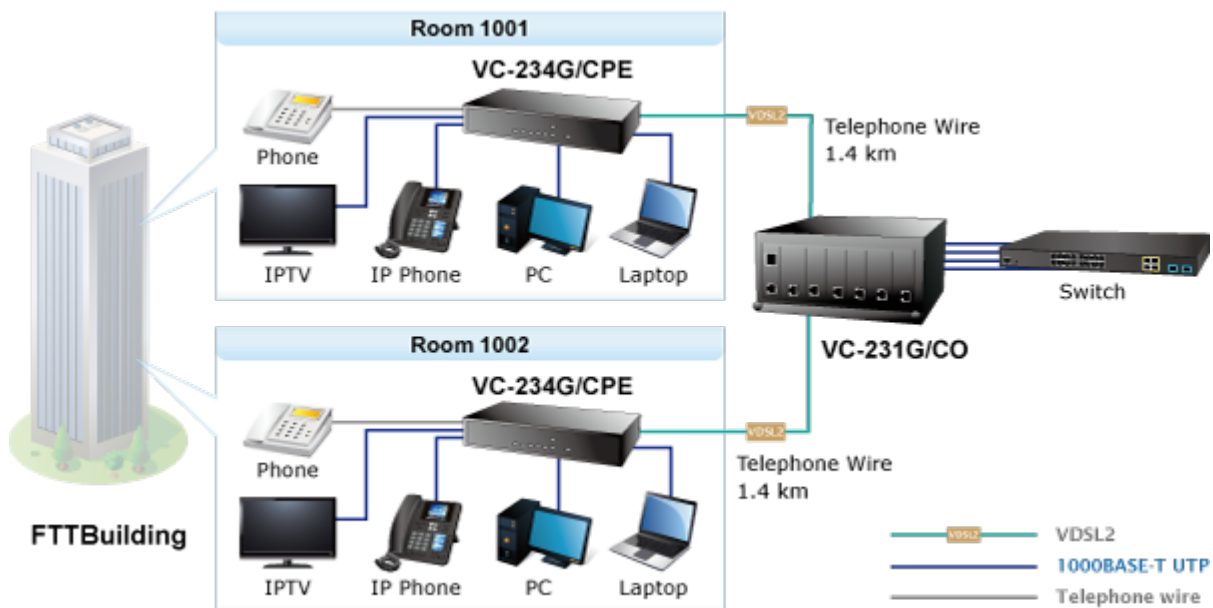 Room 1001
VC-234G/CPE
Phone
IPTV
IP Phone
PC
Laptop
VDSL2
Telephone Wire
1.4 km
Switch
VC-231G/CO
Room 1002
VC-234G/CPE
Phone
IPTV
IP Phone
PC
Laptop
VDSL2
Telephone Wire
1.4 km
FTTBuilding
VDSL2
VDSL2
1000BASE-T UTP
Telephone wire